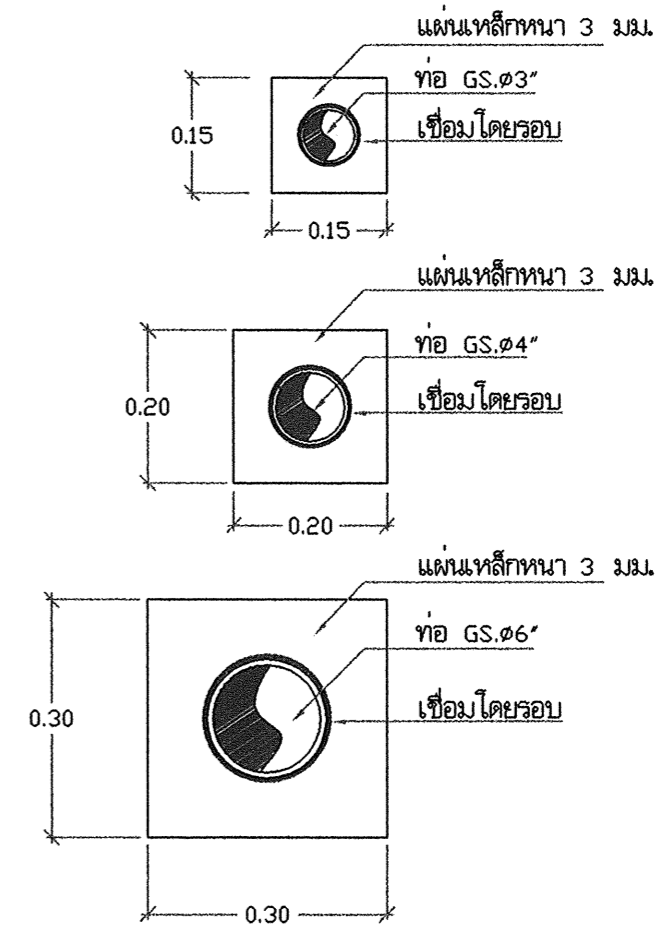 แผ่นเหล็กหนา 3 มม.
ท่อ GS.ø3"
0.15
เชื่อมโดยรอบ
0.15
แผ่นเหล็กหนา 3 มม.
ท่อ GS.ø4"
0.20
เชื่อมโดยรอบ
0.20
แผ่นเหล็กหนา 3 มม.
ท่อ GS.ø6"
0.30
เชื่อมโดยรอบ
0.30